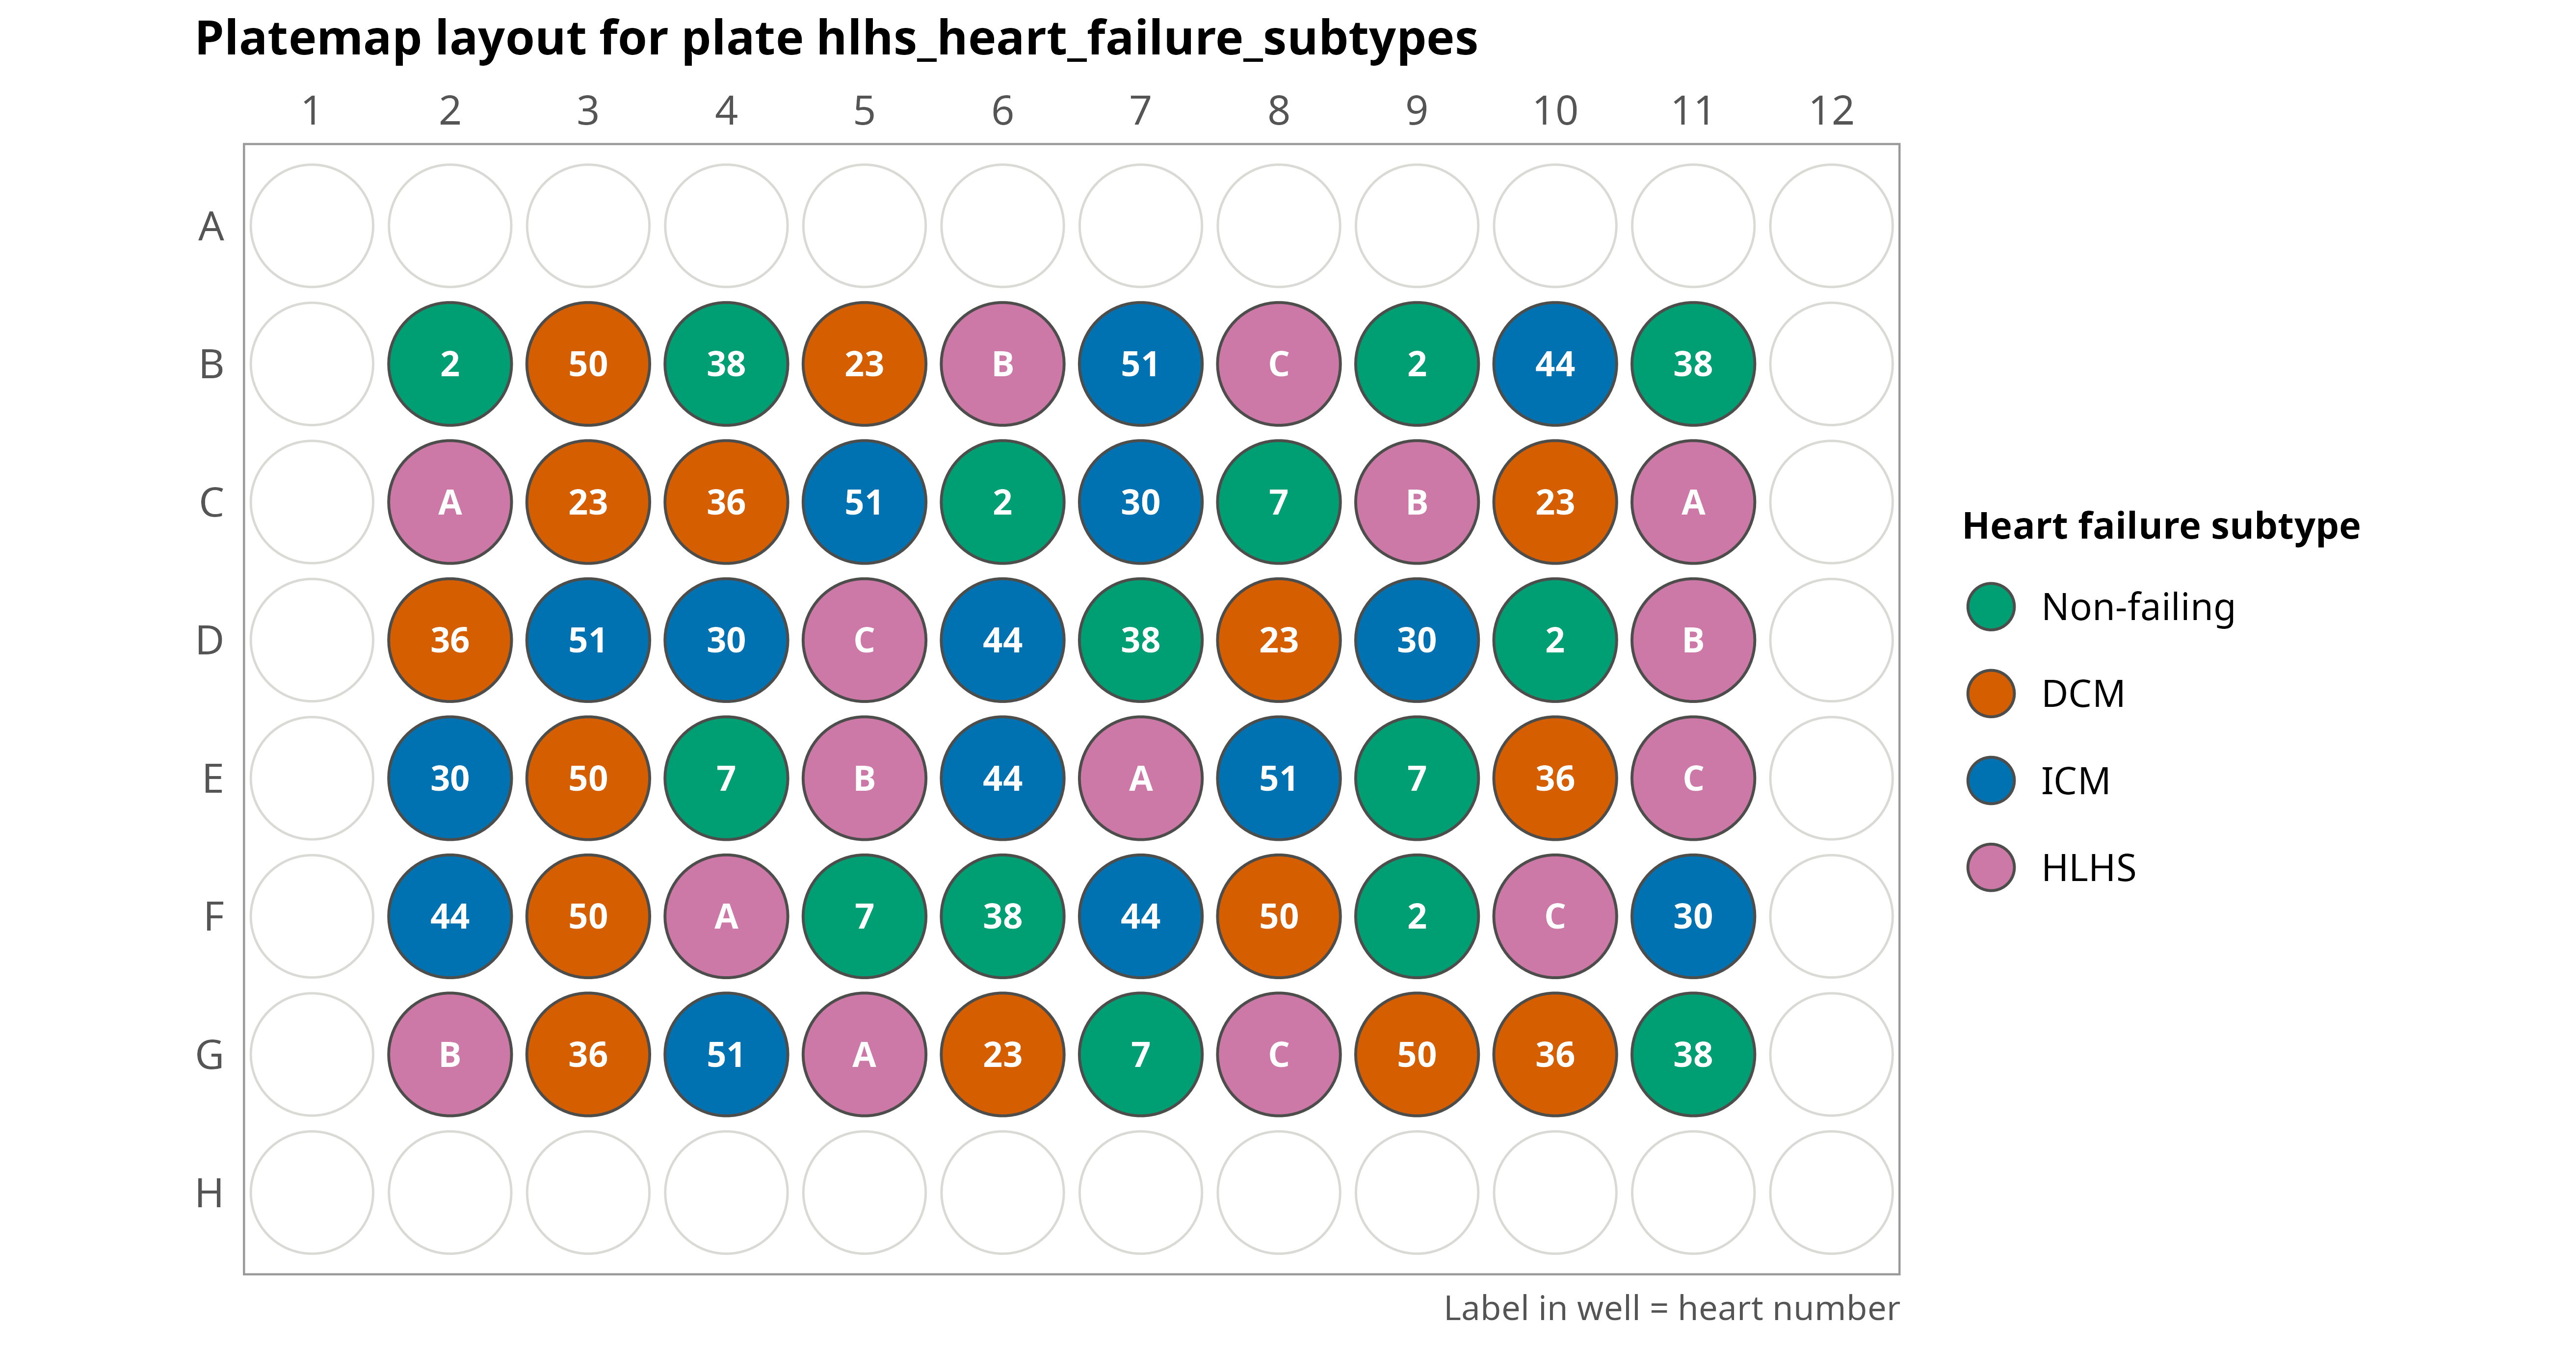 Platemap layout for plate hlhs_heart_failure_subtypes
1 2 3 4 5 6 7 8 9 10 11 12
A
B 2 50 38 23 B 51 C 2 44 38
C A 23 36 51 2 30 7 B 23 A
D 36 51 30 C 44 38 23 30 2 B
E 30 50 7 B 44 A 51 7 36 C
F 44 50 A 7 38 44 50 2 C 30
G B 36 51 A 23 7 C 50 36 38
H
Label in well = heart number
Heart failure subtype
Non-failing
DCM
ICM
HLHS